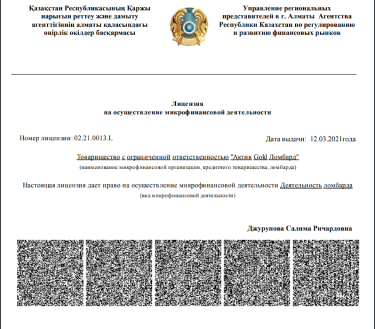 Қазақстан Республикасының Қаржы
нарығын реттеу және дамыту
агенттігінің алматы қаласындағы
өңірлік өкілдер басқармасы
Управление региональных
представителей в г. Алматы Агентства
Республики Казахстан по регулированию
и развитию финансовых рынков
Лицензия
на осуществление микрофинансовой деятельности
Номер лицензии: 02.21.0013.L
Дата выдачи: 12.03.2021года
Товарищество с ограниченной ответственностью "Актив Gold Ломбард"
(наименование микрофинансовой организации, кредитного товарищества, ломбарда)
Настоящая лицензия дает право на осуществление микрофинансовой деятельности Деятельность ломбарда
(вид микрофинансовой деятельности)
Джурунова Салима Ричардовна